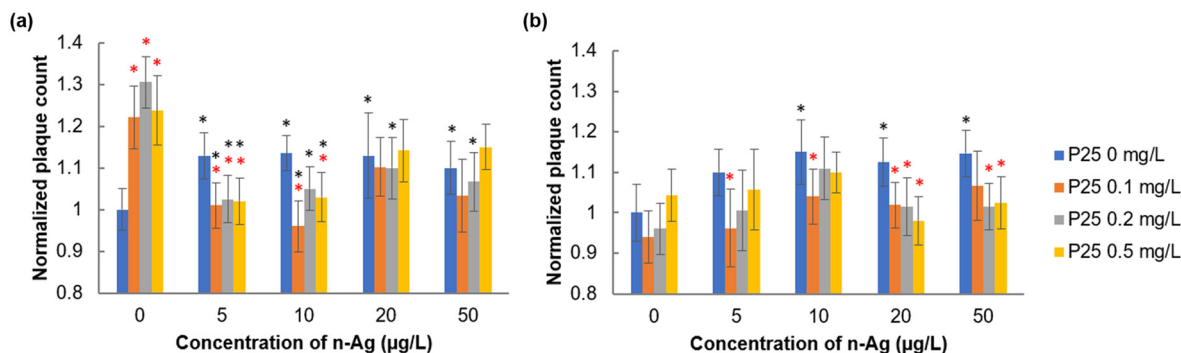 (a)
Normalized plaque count
1.4
1.3
1.2
1.1
1
0.9
0.8
* * *
* * * * * * *
* * * * * *
* *
* *
0 5 10 20 50
Concentration of n-Ag (µg/L)
(b)
Normalized plaque count
1.4
1.3
1.2
1.1
1
0.9
0.8
*
* *
* * * *
* * *
0 5 10 20 50
Concentration of n-Ag (µg/L)
P25 0 mg/L
P25 0.1 mg/L
P25 0.2 mg/L
P25 0.5 mg/L